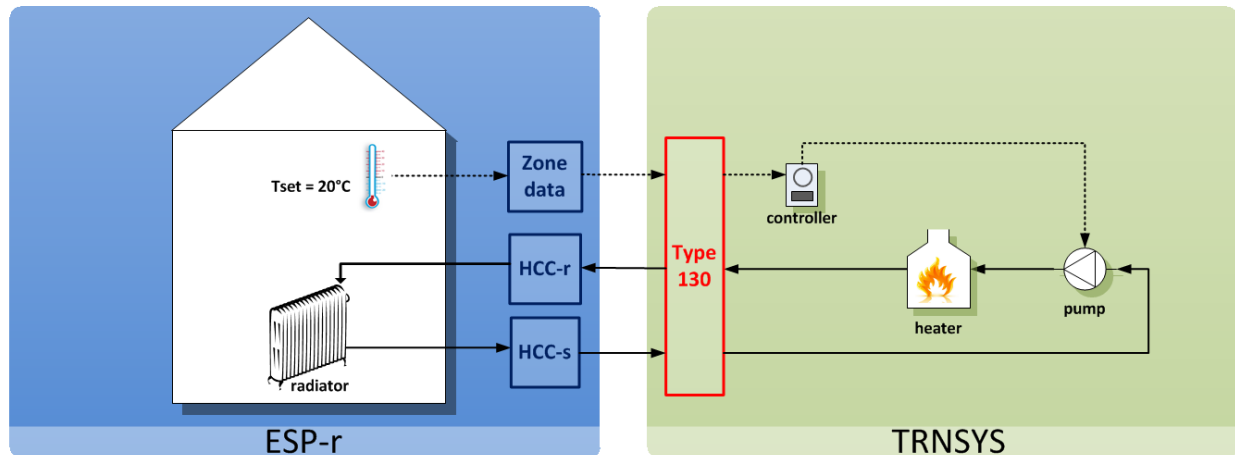 Tset = 20°C
Zone
data
controller
HCC-r
Type
130
heater
pump
HCC-s
radiator
ESP-r
TRNSYS